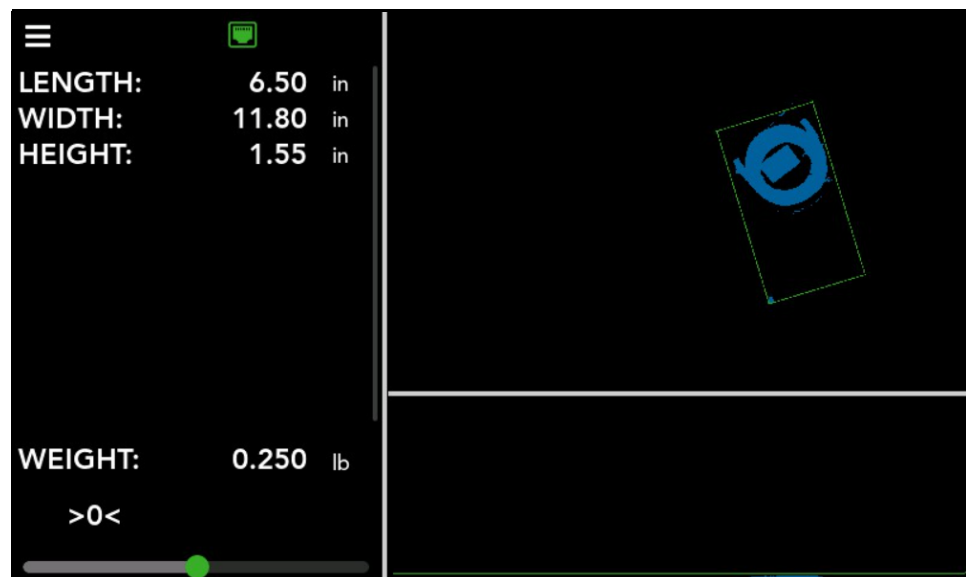 LENGTH: 6.50 in
WIDTH: 11.80 in
HEIGHT: 1.55 in
WEIGHT: 0.250 lb
>0<